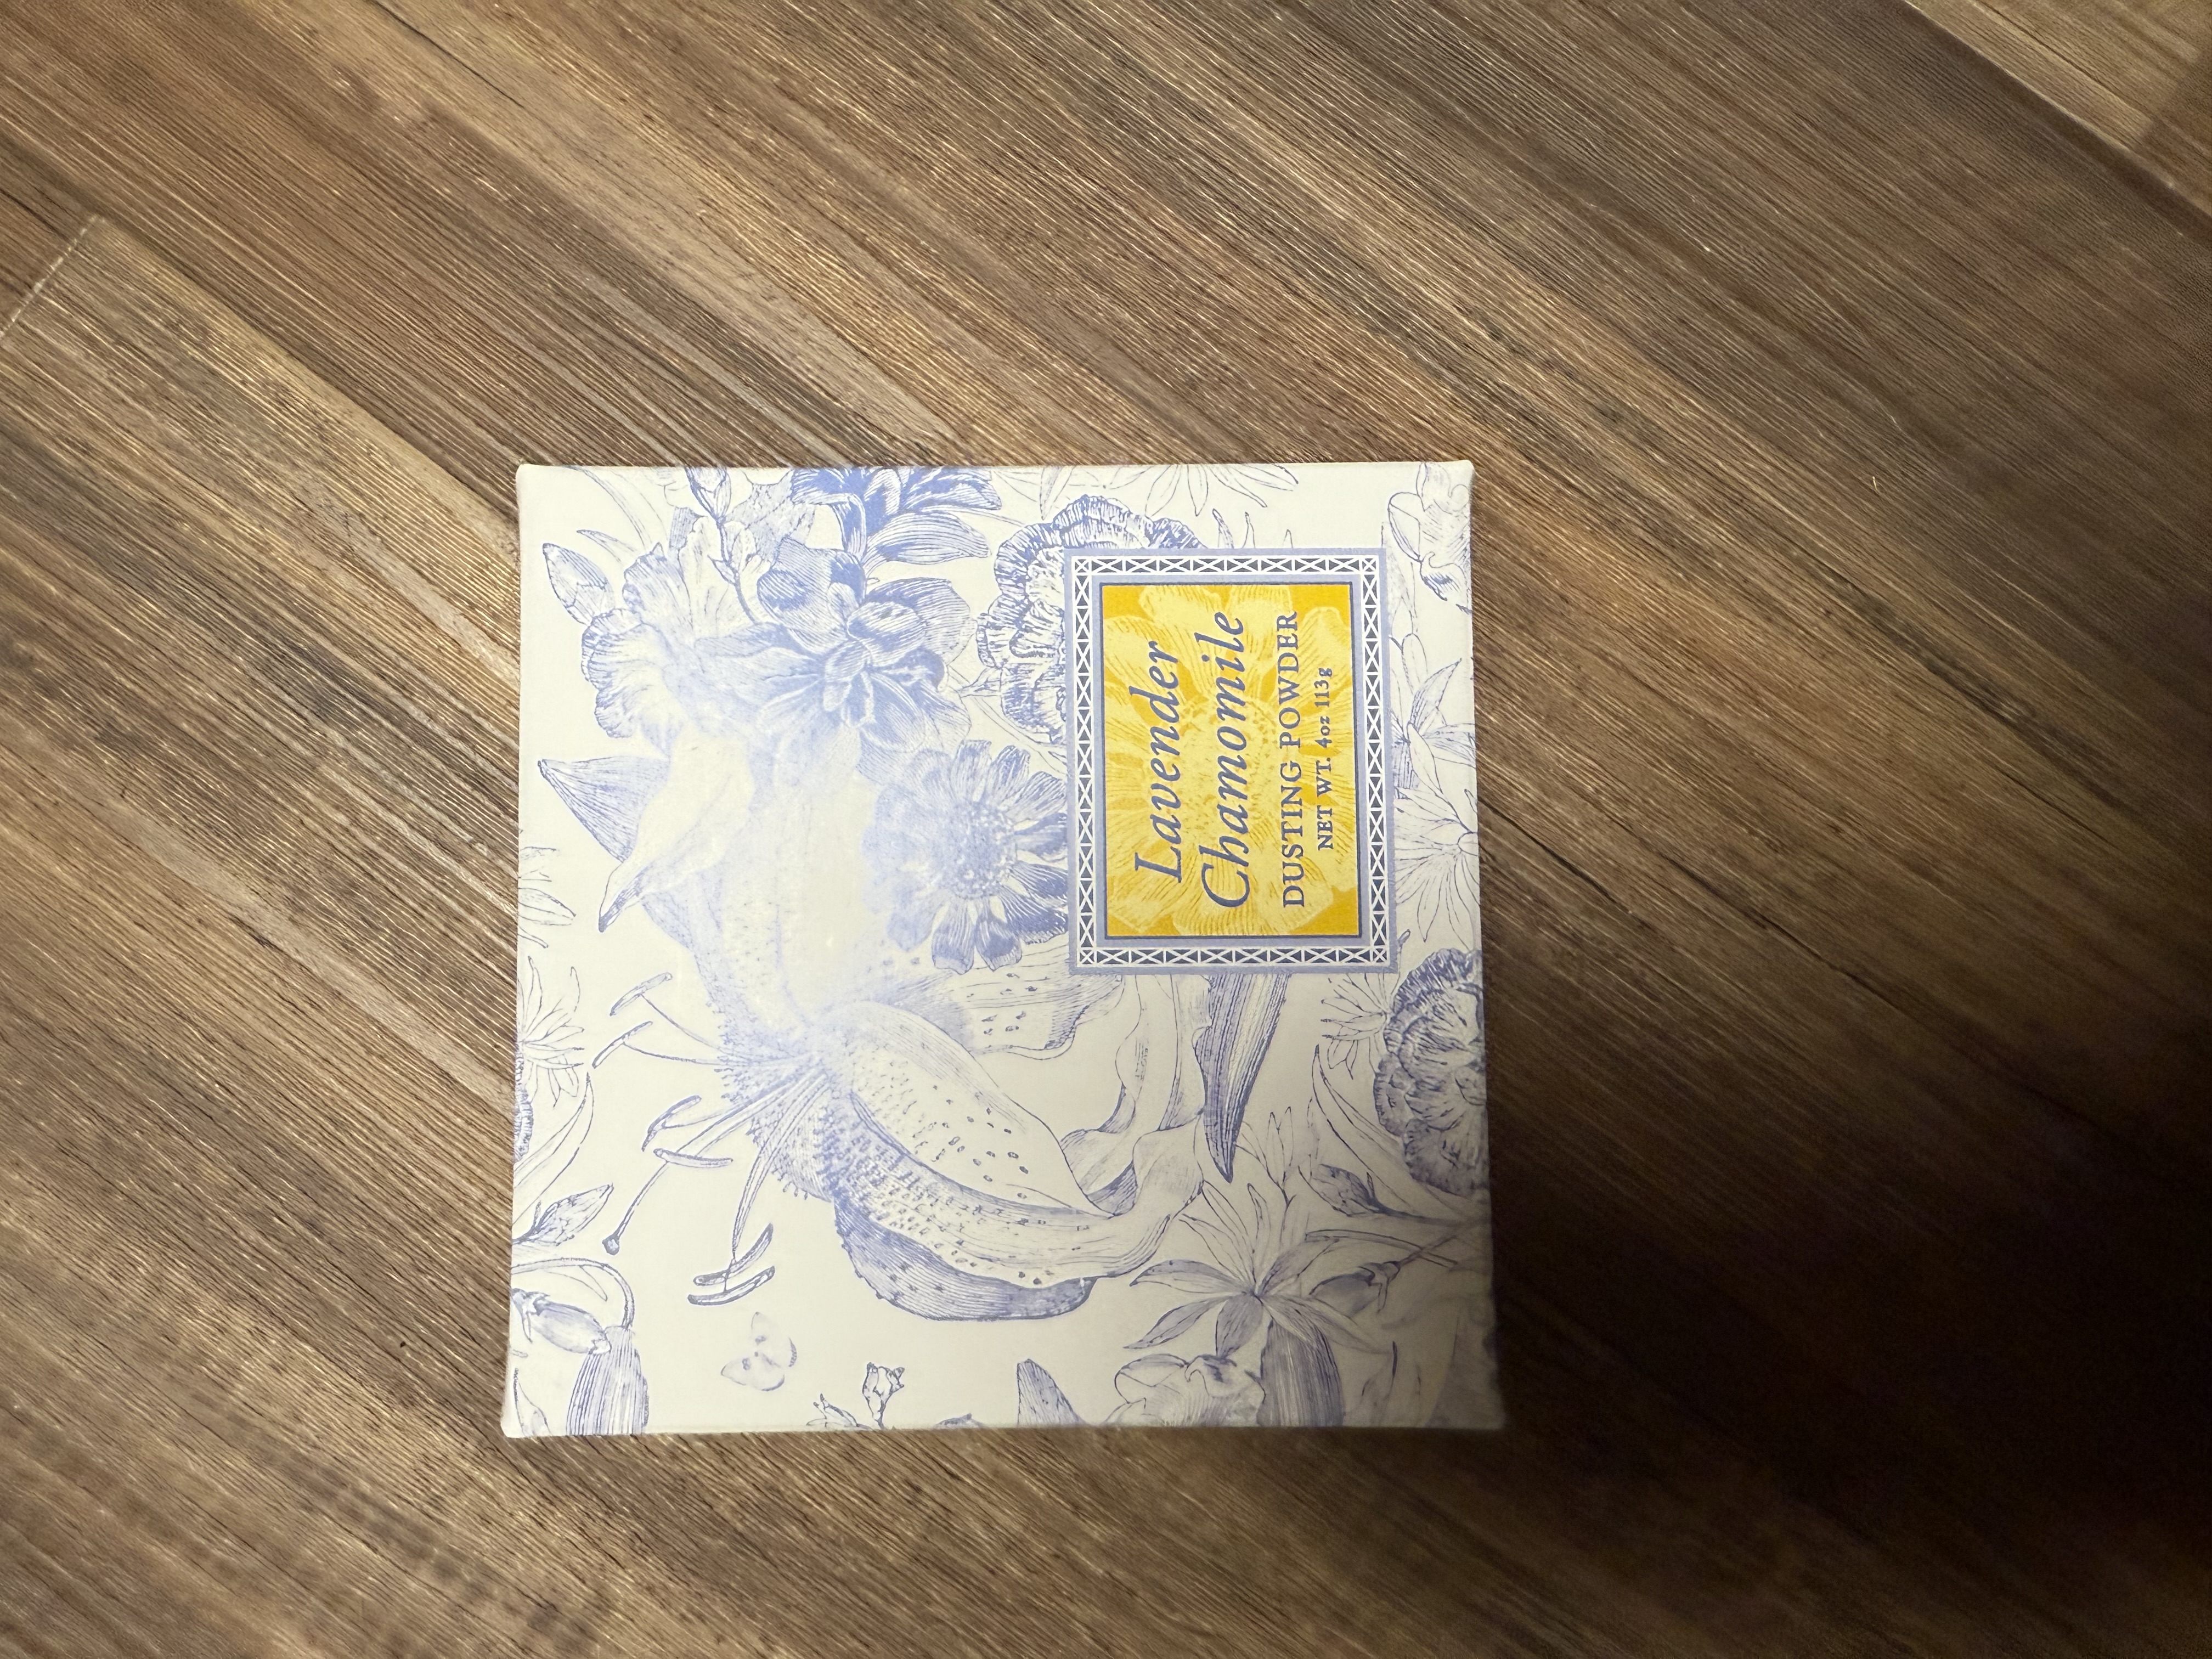 Lavender
Chamomile
DUSTING POWDER
NET WT. 4oz 113g